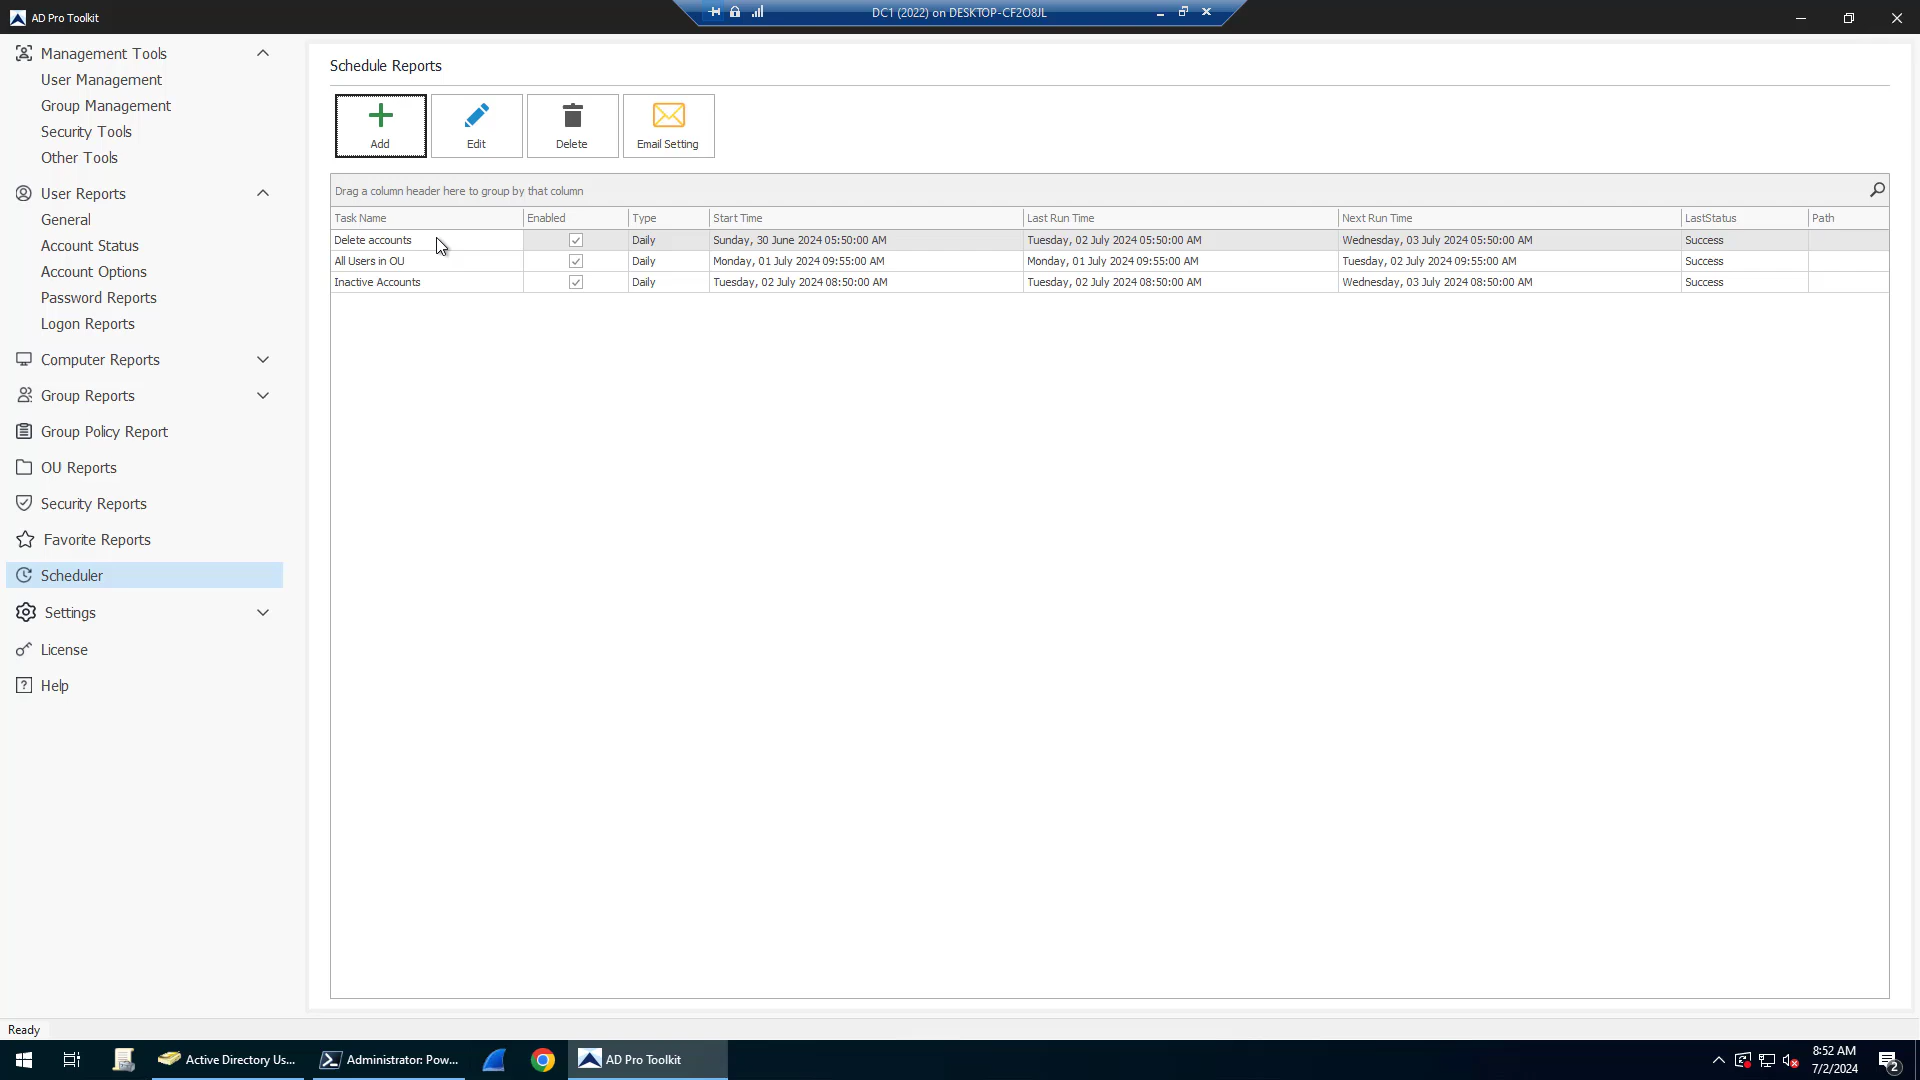 AD Pro Toolkit
DC1 (2022) on DESKTOP-CF2O8JL
Management Tools
User Management
Group Management
Security Tools
Other Tools
User Reports
General
Account Status
Account Options
Password Reports
Logon Reports
Computer Reports
Group Reports
Group Policy Report
OU Reports
Security Reports
Favorite Reports
Scheduler
Settings
License
Help
Schedule Reports
Add Edit Delete Email Setting
Drag a column header here to group by that column
Task Name Enabled Type Start Time Last Run Time Next Run Time LastStatus Path
Delete accounts Daily Sunday, 30 June 2024 05:50:00 AM Tuesday, 02 July 2024 05:50:00 AM Wednesday, 03 July 2024 05:50:00 AM Success
All Users in OU Daily Monday, 01 July 2024 09:55:00 AM Monday, 01 July 2024 09:55:00 AM Tuesday, 02 July 2024 09:55:00 AM Success
Inactive Accounts Daily Tuesday, 02 July 2024 08:50:00 AM Tuesday, 02 July 2024 08:50:00 AM Wednesday, 03 July 2024 08:50:00 AM Success
Ready
Active Directory Us... Administrator: Pow... AD Pro Toolkit
8:52 AM
7/2/2024
2